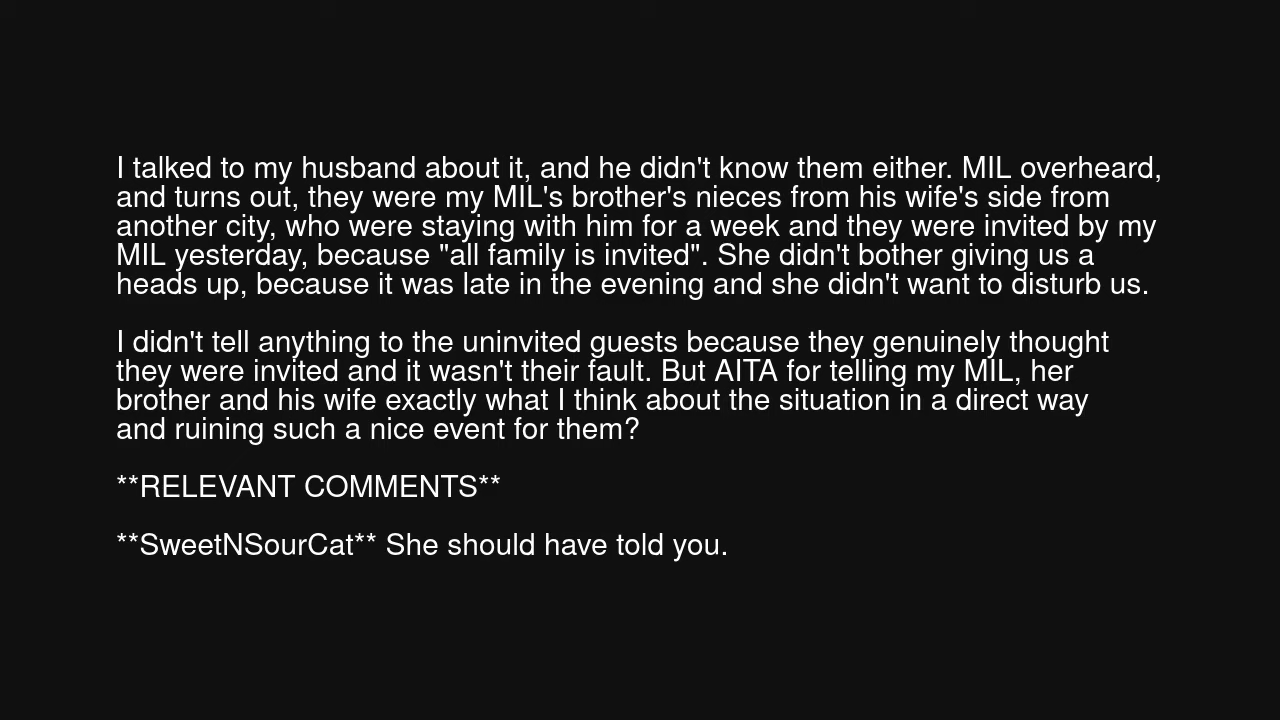 I talked to my husband about it, and he didn't know them either. MIL overheard,
and turns out, they were my MIL's brother's nieces from his wife's side from
another city, who were staying with him for a week and they were invited by my
MIL yesterday, because "all family is invited". She didn't bother giving us a
heads up, because it was late in the evening and she didn't want to disturb us.
I didn't tell anything to the uninvited guests because they genuinely thought
they were invited and it wasn't their fault. But AITA for telling my MIL, her
brother and his wife exactly what I think about the situation in a direct way
and ruining such a nice event for them?
**RELEVANT COMMENTS**
**SweetNSourCat** She should have told you.